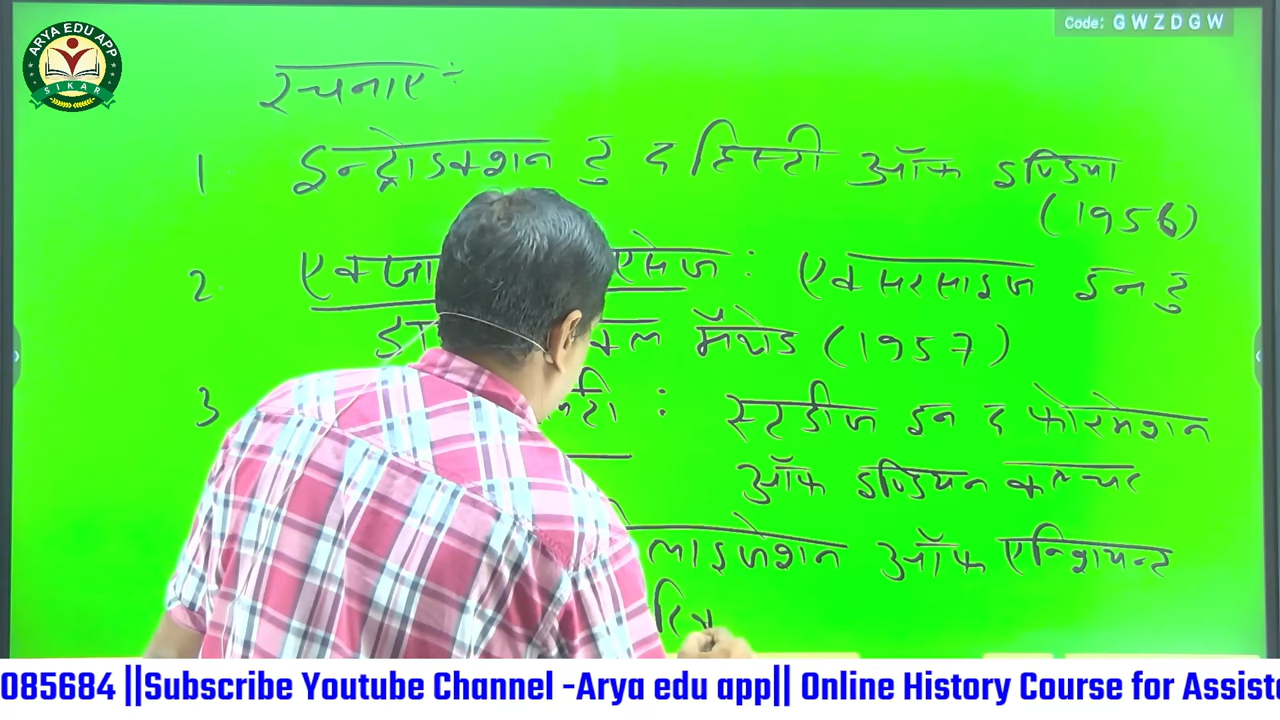 ARYA EDU APP
SIKAR
Code: GWZDGW
रचनाएं :-
1. इन्ट्रोडक्शन टु द हिस्टी ऑफ इण्डिया
(1956)
2. एसेज : एक्सरसाइज इन टु
मैथोड (1957)
3 : स्टडीज इन द फोरमेशन
ऑफ इण्डियन कल्चर
लाइजेशन ऑफ एन्शियन्ट
085684 ||Subscribe Youtube Channel -Arya edu app|| Online History Course for Assist